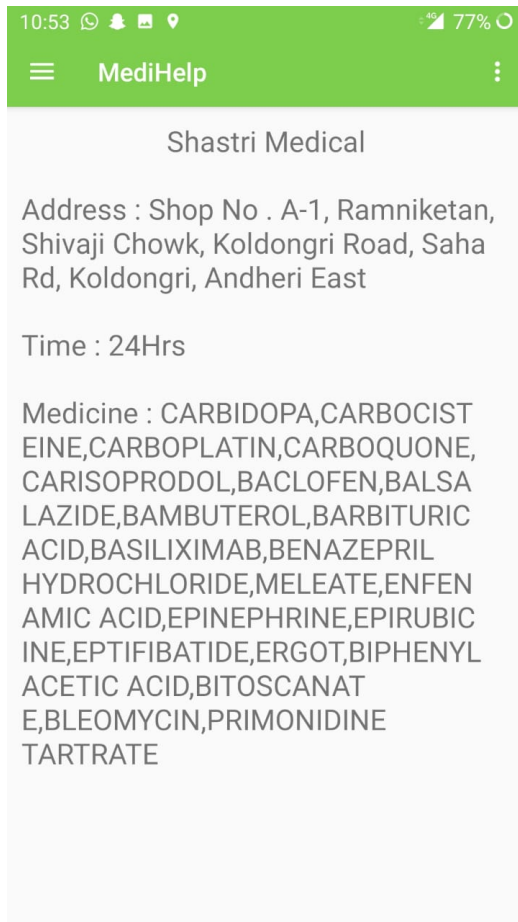 10:53 4G 77%
MediHelp
Shastri Medical
Address : Shop No . A-1, Ramniketan,
Shivaji Chowk, Koldongri Road, Saha
Rd, Koldongri, Andheri East
Time : 24Hrs
Medicine : CARBIDOPA,CARBOCIST
EINE,CARBOPLATIN,CARBOQUONE,
CARISOPRODOL,BACLOFEN,BALSA
LAZIDE,BAMBUTEROL,BARBITURIC
ACID,BASILIXIMAB,BENAZEPRIL
HYDROCHLORIDE,MELEATE,ENFEN
AMIC ACID,EPINEPHRINE,EPIRUBIC
INE,EPTIFIBATIDE,ERGOT,BIPHENYL
ACETIC ACID,BITOSCANAT
E,BLEOMYCIN,PRIMONIDINE
TARTRATE